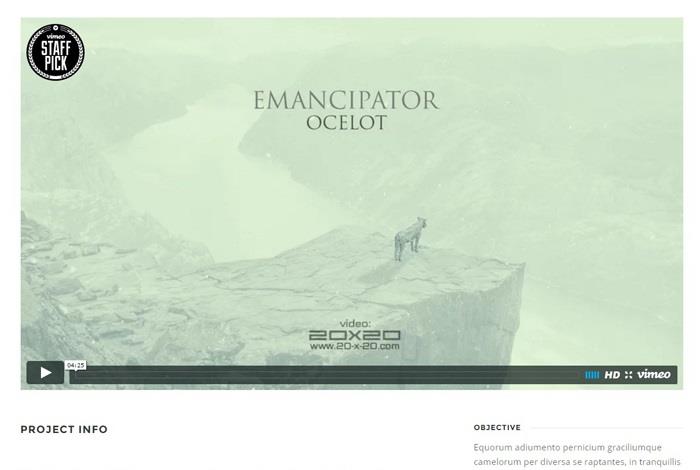 vimeo
STAFF
PICK
EMANCIPATOR
OCELOT
video:
20X20
www.20-x-20.com
04:25
HD vimeo
PROJECT INFO
OBJECTIVE
Equorum adiumento pernicium graciliumque
camelorum per diversa se raptantes, in tranquillis